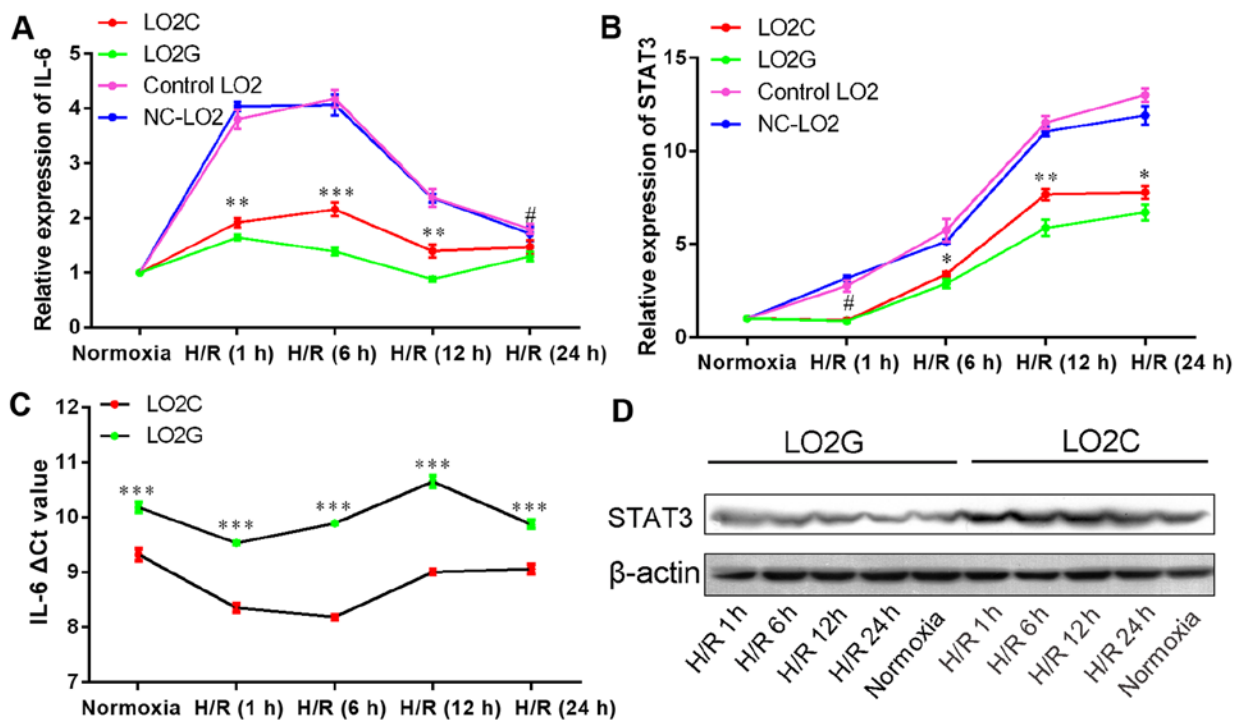 A
LO2C
LO2G
Control LO2
NC-LO2
Relative expression of IL-6
5
4
3
2
1
0
**
***
**
#
Normoxia H/R (1 h) H/R (6 h) H/R (12 h) H/R (24 h)
B
LO2C
LO2G
Control LO2
NC-LO2
Relative expression of STAT3
15
10
5
0
#
*
**
*
Normoxia H/R (1 h) H/R (6 h) H/R (12 h) H/R (24 h)
C
LO2C
LO2G
IL-6 ΔCt value
12
11
10
9
8
7
***
***
***
***
***
Normoxia H/R (1 h) H/R (6 h) H/R (12 h) H/R (24 h)
D
LO2G LO2C
STAT3
β-actin
H/R 1h H/R 6h H/R 12h H/R 24h Normoxia H/R 1h H/R 6h H/R 12h H/R 24h Normoxia